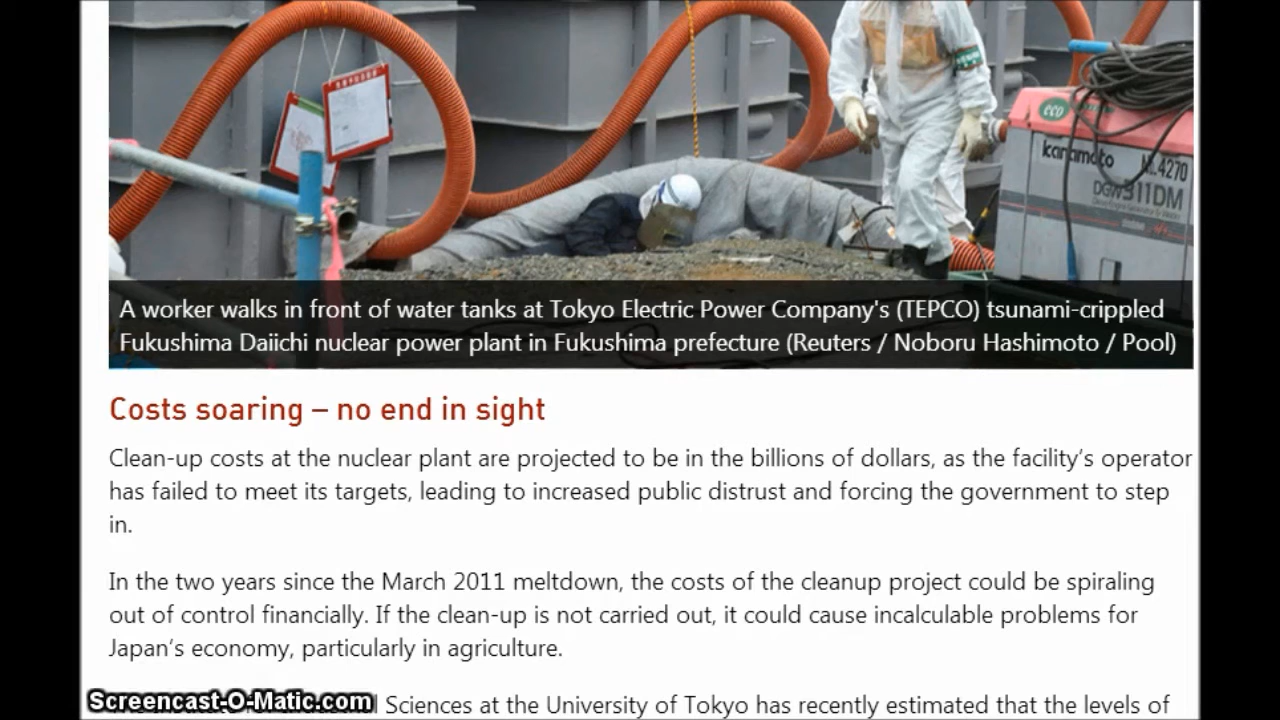 eco
kanamoto
No.4270
DGW311DM
A worker walks in front of water tanks at Tokyo Electric Power Company's (TEPCO) tsunami-crippled
Fukushima Daiichi nuclear power plant in Fukushima prefecture (Reuters / Noboru Hashimoto / Pool)
Costs soaring – no end in sight
Clean-up costs at the nuclear plant are projected to be in the billions of dollars, as the facility’s operator
has failed to meet its targets, leading to increased public distrust and forcing the government to step
in.
In the two years since the March 2011 meltdown, the costs of the cleanup project could be spiraling
out of control financially. If the clean-up is not carried out, it could cause incalculable problems for
Japan’s economy, particularly in agriculture.
Sciences at the University of Tokyo has recently estimated that the levels of
Screencast-O-Matic.com